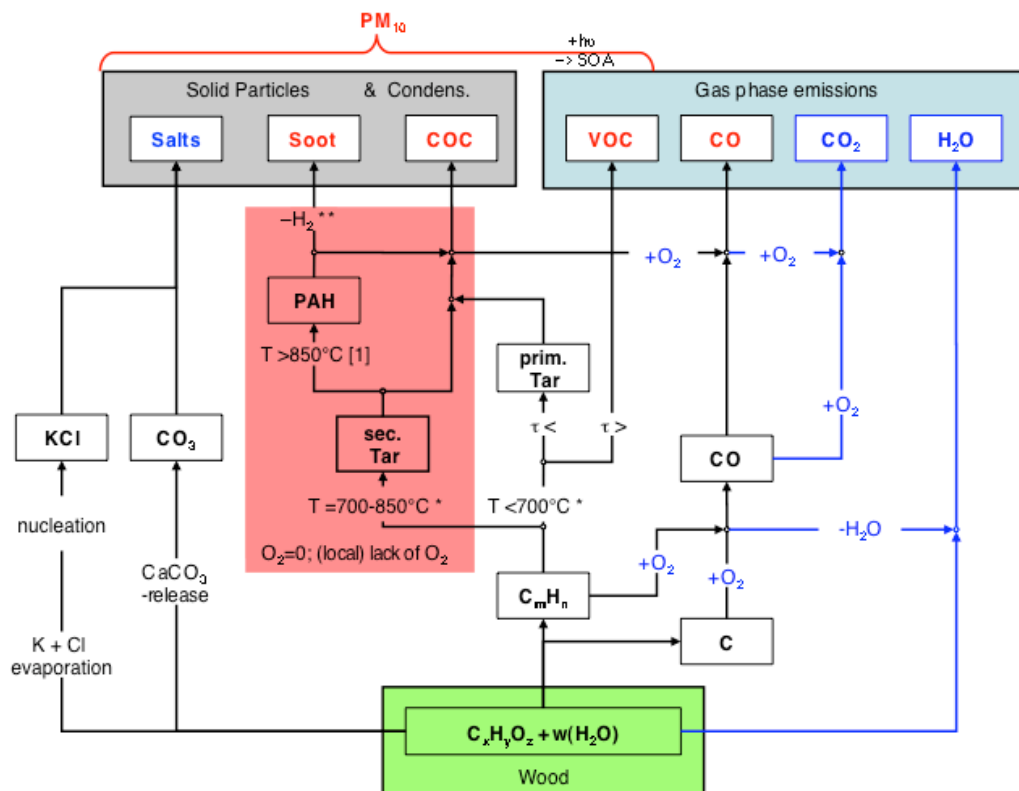 PM₁₀
+hυ
–> SOA
Solid Particles & Condens.
Gas phase emissions
Salts
Soot
COC
VOC
CO
CO₂
H₂O
–H₂ **
+O₂
+O₂
PAH
T >850°C [1]
prim.
Tar
+O₂
KCl
CO₃
sec.
Tar
τ <
τ >
CO
T =700-850°C *
T <700°C *
nucleation
-H₂O
O₂=0; (local) lack of O₂
+O₂
+O₂
CaCO₃
-release
CₘHₙ
K + Cl
evaporation
C
CₓHᵧO_z + w(H₂O)
Wood